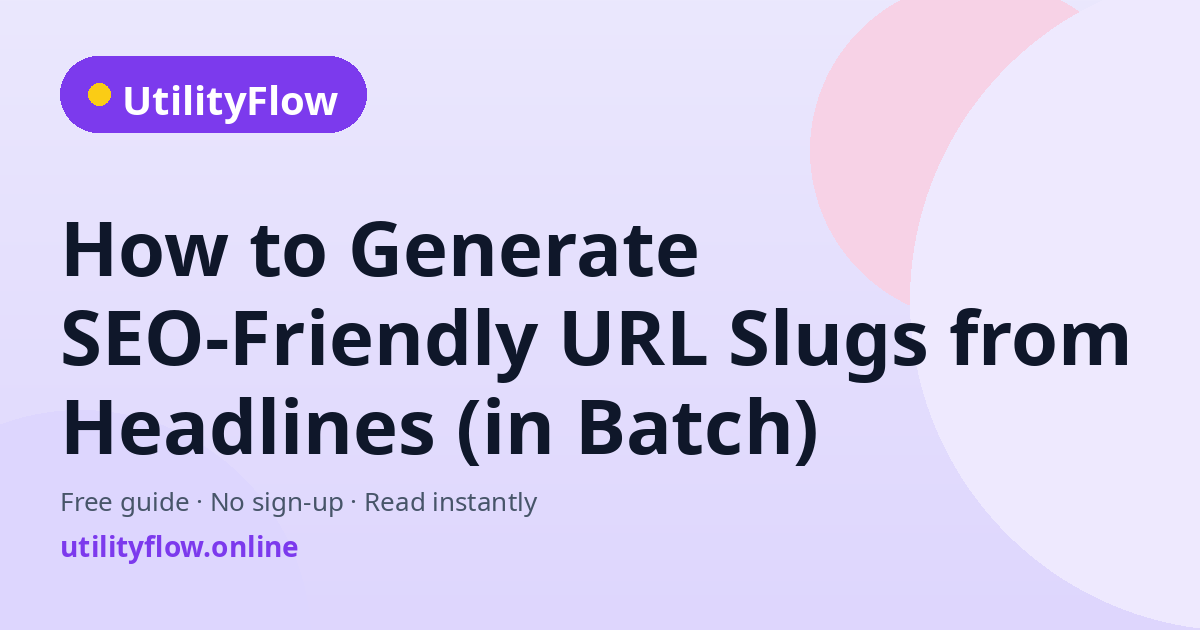 UtilityFlow
How to Generate
SEO-Friendly URL Slugs from
Headlines (in Batch)
Free guide · No sign-up · Read instantly
utilityflow.online